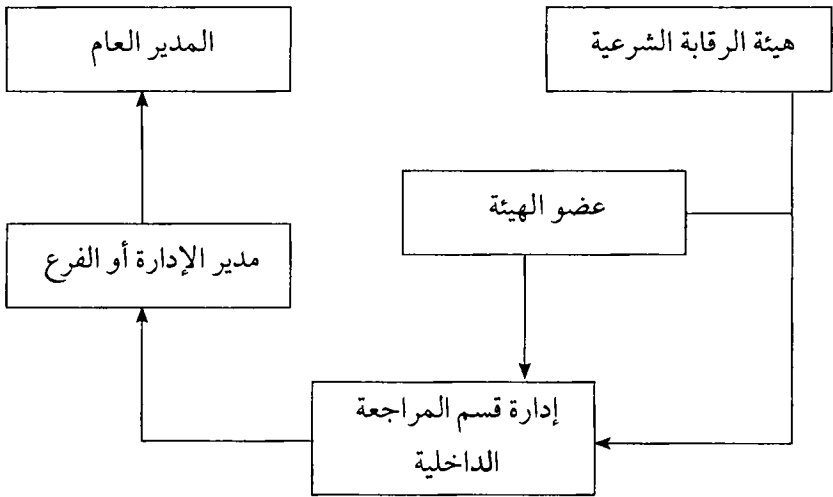 هيئة الرقابة الشرعية
المدير العام
عضو الهيئة
مدير الإدارة أو الفرع
إدارة قسم المراجعة
الداخلية